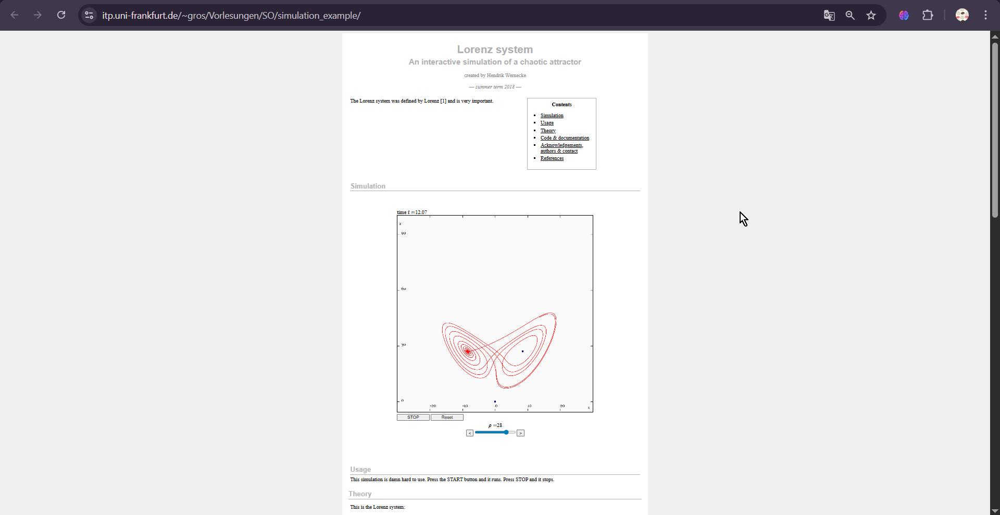 itp.uni-frankfurt.de/~gros/Vorlesungen/SO/simulation_example/
Lorenz system
An interactive simulation of a chaotic attractor
created by Hendrik Wernecke
— summer term 2018 —
The Lorenz system was defined by Lorenz [1] and is very important.
Contents
Simulation
Usage
Theory
Code & documentation
Acknowledgements,
authors & contact
References
Simulation
time t =12.07
z
90
60
30
0
-20 -10 0 10 20 x
STOP Reset
ρ =28
< >
Usage
This simulation is damn hard to use. Press the START button and it runs. Press STOP and it stops.
Theory
This is the Lorenz system: